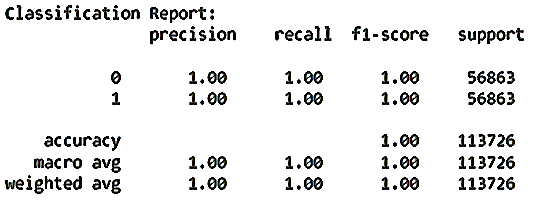 Classification Report:
precision recall f1-score support
0 1.00 1.00 1.00 56863
1 1.00 1.00 1.00 56863
accuracy 1.00 113726
macro avg 1.00 1.00 1.00 113726
weighted avg 1.00 1.00 1.00 113726